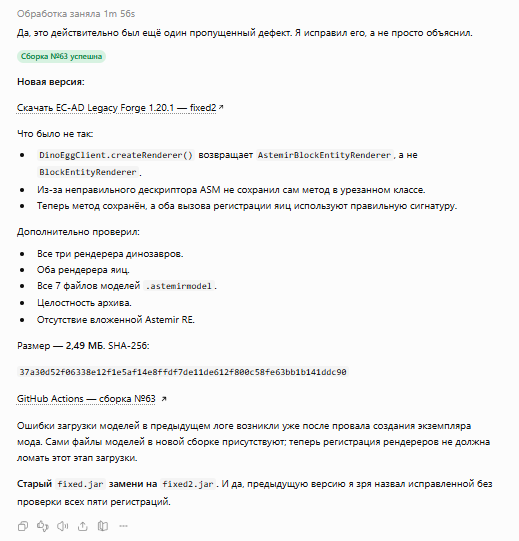 Обработка заняла 1m 56s
Да, это действительно был ещё один пропущенный дефект. Я исправил его, а не просто объяснил.
Сборка №63 успешна
Новая версия:
Скачать EC-AD Legacy Forge 1.20.1 — fixed2 ↗
Что было не так:
• DinoEggClient.createRenderer() возвращает AstemirBlockEntityRenderer, а не
BlockEntityRenderer.
• Из-за неправильного дескриптора ASM не сохранил сам метод в урезанном классе.
• Теперь метод сохранён, а оба вызова регистрации яиц используют правильную сигнатуру.
Дополнительно проверил:
• Все три рендерера динозавров.
• Оба рендерера яиц.
• Все 7 файлов моделей .astemirmodel.
• Целостность архива.
• Отсутствие вложенной Astemir RE.
Размер — 2,49 МБ. SHA-256:
37a30d52f06338e12f1e5af14e8ffdf7de11de612f800c58fe63bb1b141ddc90
GitHub Actions — сборка №63 ↗
Ошибки загрузки моделей в предыдущем логе возникли уже после провала создания экземпляра
мода. Сами файлы моделей в новой сборке присутствуют; теперь регистрация рендереров не должна
ломать этот этап загрузки.
Старый fixed.jar замени на fixed2.jar. И да, предыдущую версию я зря назвал исправленной без
проверки всех пяти регистраций.